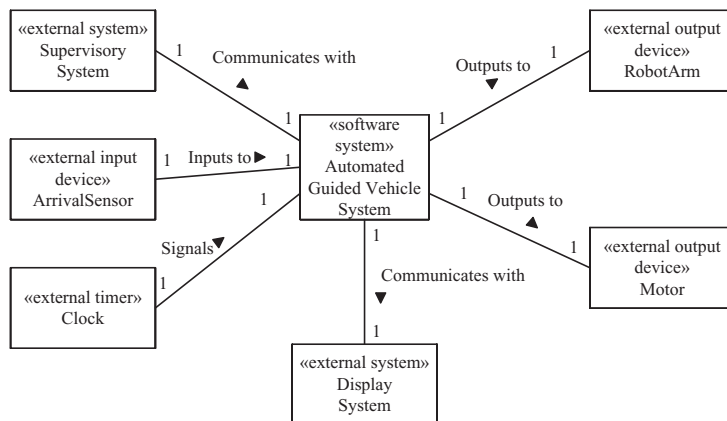 «external system»
Supervisory
System
1
Communicates with
1
«external input
device»
ArrivalSensor
1
Inputs to
1
«external timer»
Clock
1
Signals
1
«software
system»
Automated
Guided Vehicle
System
1
Outputs to
1
«external output
device»
RobotArm
1
Outputs to
1
«external output
device»
Motor
1
Communicates with
1
«external system»
Display
System